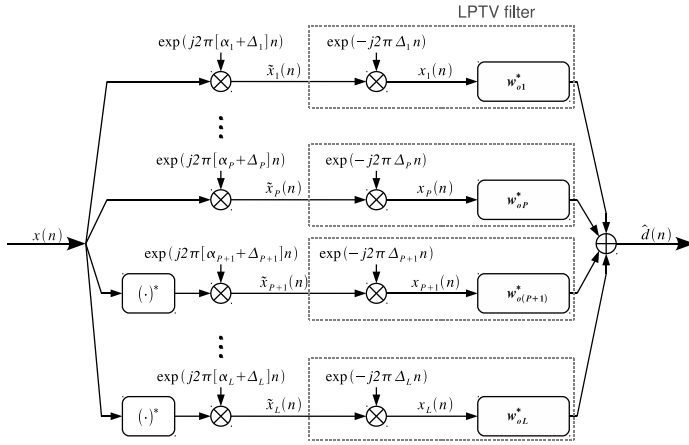 LPTV filter
exp(j2π[α₁+Δ₁]n) exp(−j2πΔ₁n)
x̃₁(n) x₁(n) w*ₒ₁
⋮
exp(j2π[α_P+Δ_P]n) exp(−j2πΔ_Pn)
x̃_P(n) x_P(n) w*_{oP}
x(n) d̂(n)
exp(j2π[α_{P+1}+Δ_{P+1}]n) exp(−j2πΔ_{P+1}n)
(·)* x̃_{P+1}(n) x_{P+1}(n) w*_{o(P+1)}
⋮
exp(j2π[α_L+Δ_L]n) exp(−j2πΔ_Ln)
(·)* x̃_L(n) x_L(n) w*_{oL}